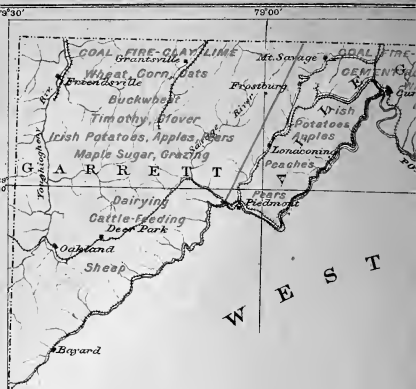 79°30'
79°00'
COAL FIRE-CLAY LIME
COAL FIRE-
Grantsville
Mt. Savage
CEMENT
Wheat, Corn, Oats
Friendsville
Frostburg
Buckwheat
Timothy, Clover
Savage River
Irish
Potatoes
Apples
Irish Potatoes, Apples, Pears
Lonaconing
Maple Sugar, Grazing
Youghiogheny Riv.
Peaches
GARRETT
Pears
Piedmont
Dairying
Cattle-Feeding
Deer Park
Oakland
Sheep
WEST
Bayard